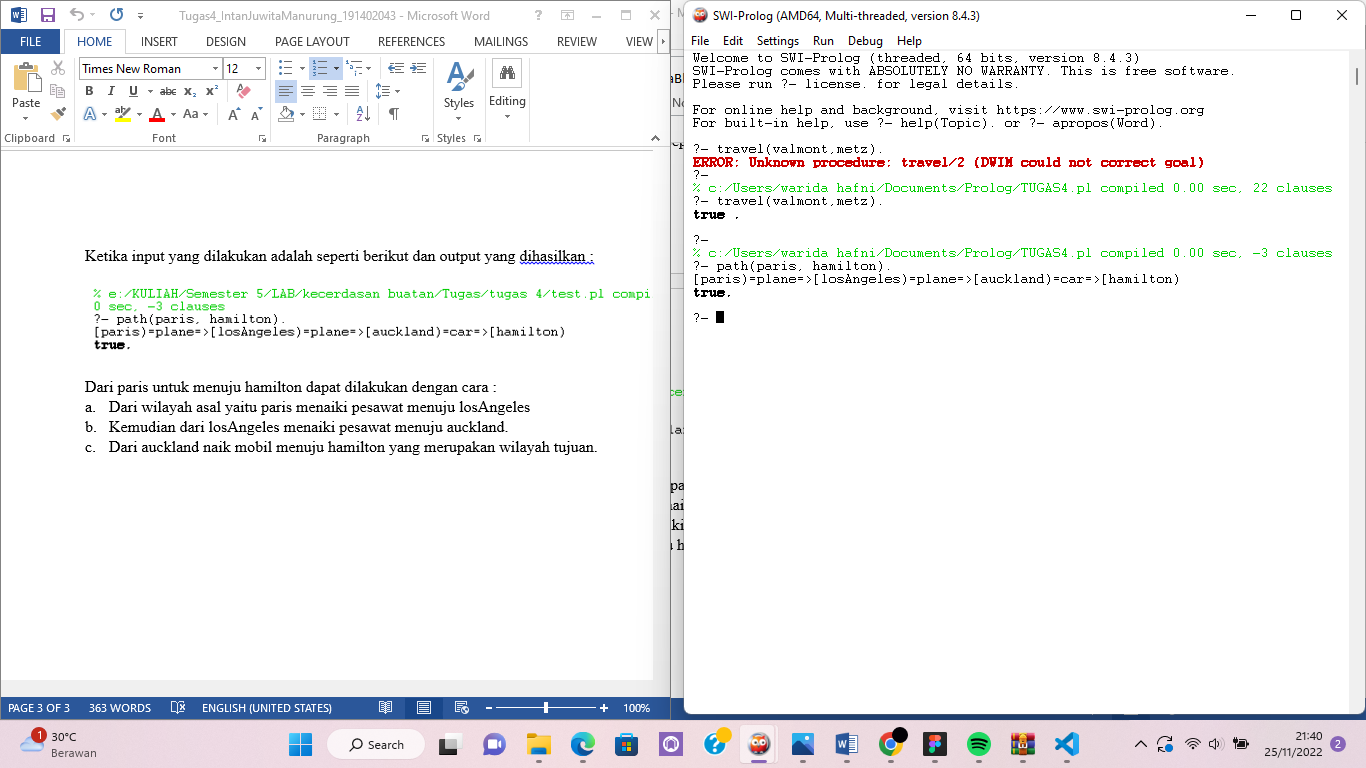 Tugas4_IntanJuwitaManurung_191402043 - Microsoft Word
FILE HOME INSERT DESIGN PAGE LAYOUT REFERENCES MAILINGS REVIEW VIEW
Times New Roman 12
Paste
B I U abc x₂ x²
A ab A Aa A A
Styles Editing
Clipboard Font Paragraph Styles
Ketika input yang dilakukan adalah seperti berikut dan output yang dihasilkan :
% e:/KULIAH/Semester 5/LAB/kecerdasan buatan/Tugas/tugas 4/test.pl compi
0 sec, -3 clauses
?- path(paris, hamilton).
[paris)=plane=>[losAngeles)=plane=>[auckland)=car=>[hamilton)
true.
Dari paris untuk menuju hamilton dapat dilakukan dengan cara :
a. Dari wilayah asal yaitu paris menaiki pesawat menuju losAngeles
b. Kemudian dari losAngeles menaiki pesawat menuju auckland.
c. Dari auckland naik mobil menuju hamilton yang merupakan wilayah tujuan.
PAGE 3 OF 3 363 WORDS ENGLISH (UNITED STATES) 100%
SWI-Prolog (AMD64, Multi-threaded, version 8.4.3)
File Edit Settings Run Debug Help
Welcome to SWI-Prolog (threaded, 64 bits, version 8.4.3)
SWI-Prolog comes with ABSOLUTELY NO WARRANTY. This is free software.
Please run ?- license. for legal details.
For online help and background, visit https://www.swi-prolog.org
For built-in help, use ?- help(Topic). or ?- apropos(Word).
?- travel(valmont,metz).
ERROR: Unknown procedure: travel/2 (DWIM could not correct goal)
?-
% c:/Users/warida hafni/Documents/Prolog/TUGAS4.pl compiled 0.00 sec, 22 clauses
?- travel(valmont,metz).
true .
?-
% c:/Users/warida hafni/Documents/Prolog/TUGAS4.pl compiled 0.00 sec, -3 clauses
?- path(paris, hamilton).
[paris)=plane=>[losAngeles)=plane=>[auckland)=car=>[hamilton)
true.
?-
1 30°C
Berawan
Search
21:40
25/11/2022 2